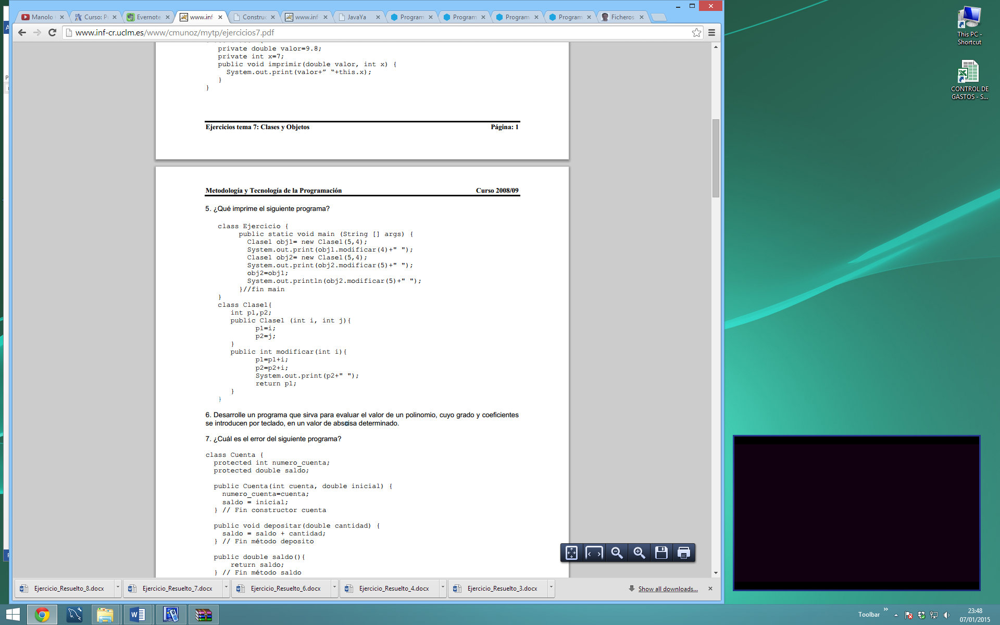 Manolo
Curso: P
Evernote
www.inf
Construc
www.inf
JavaYa
Program
Program
Program
Program
Ficheros
www.inf-cr.uclm.es/www/cmunoz/mytp/ejercicios7.pdf
private double valor=9.8;
private int x=7;
public void imprimir(double valor, int x) {
System.out.print(valor+” “+this.x);
}
}
Ejercicios tema 7: Clases y Objetos Página: 1
Metodología y Tecnología de la Programación Curso 2008/09
5. ¿Qué imprime el siguiente programa?
class Ejercicio {
public static void main (String [] args) {
Clase1 obj1= new Clase1(5,4);
System.out.print(obj1.modificar(4)+" ");
Clase1 obj2= new Clase1(5,4);
System.out.print(obj2.modificar(5)+" ");
obj2=obj1;
System.out.println(obj2.modificar(5)+" ");
}//fin main
}
class Clase1{
int p1,p2;
public Clase1 (int i, int j){
p1=i;
p2=j;
}
public int modificar(int i){
p1=p1+i;
p2=p2+i;
System.out.print(p2+" ");
return p1;
}
}
6. Desarrolle un programa que sirva para evaluar el valor de un polinomio, cuyo grado y coeficientes
se introducen por teclado, en un valor de absoisa determinado.
7. ¿Cuál es el error del siguiente programa?
class Cuenta {
protected int numero_cuenta;
protected double saldo;
public Cuenta(int cuenta, double inicial) {
numero_cuenta=cuenta;
saldo = inicial;
} // Fin constructor cuenta
public void depositar(double cantidad) {
saldo = saldo + cantidad;
} // Fin método deposito
public double saldo(){
return saldo;
} // Fin método saldo
Ejercicio_Resuelto_8.docx
Ejercicio_Resuelto_7.docx
Ejercicio_Resuelto_6.docx
Ejercicio_Resuelto_4.docx
Ejercicio_Resuelto_3.docx
Show all downloads...
This PC -
Shortcut
CONTROL DE
GASTOS - S...
Toolbar
23:48
07/01/2015